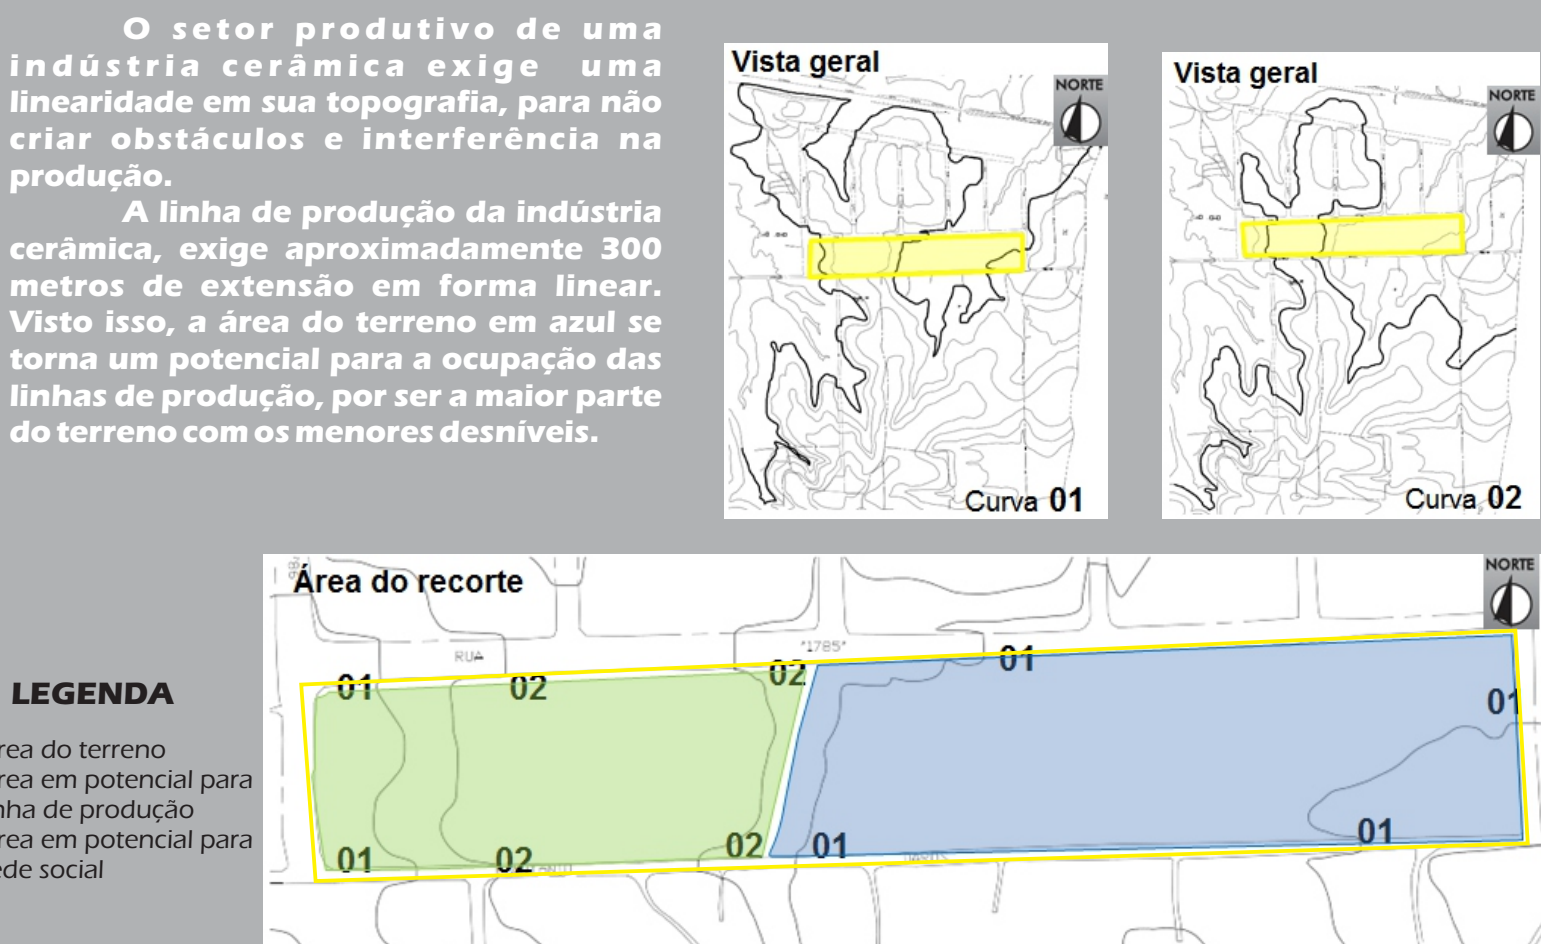 O setor produtivo de uma
indústria cerâmica exige uma
linearidade em sua topografia, para não
criar obstáculos e interferência na
produção.
A linha de produção da indústria
cerâmica, exige aproximadamente 300
metros de extensão em forma linear.
Visto isso, a área do terreno em azul se
torna um potencial para a ocupação das
linhas de produção, por ser a maior parte
do terreno com os menores desníveis.
Vista geral
NORTE
Curva 01
Vista geral
NORTE
Curva 02
Área do recorte
NORTE
RUA
"1785"
01
02
02
01
01
01
02
02
01
01
LEGENDA
rea do terreno
rea em potencial para
nha de produção
rea em potencial para
ede social